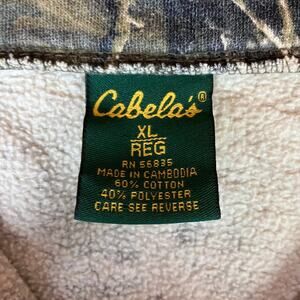 Cabela's®
XL
REG
RN 56835
MADE IN CAMBODIA
60% COTTON
40% POLYESTER
CARE SEE REVERSE